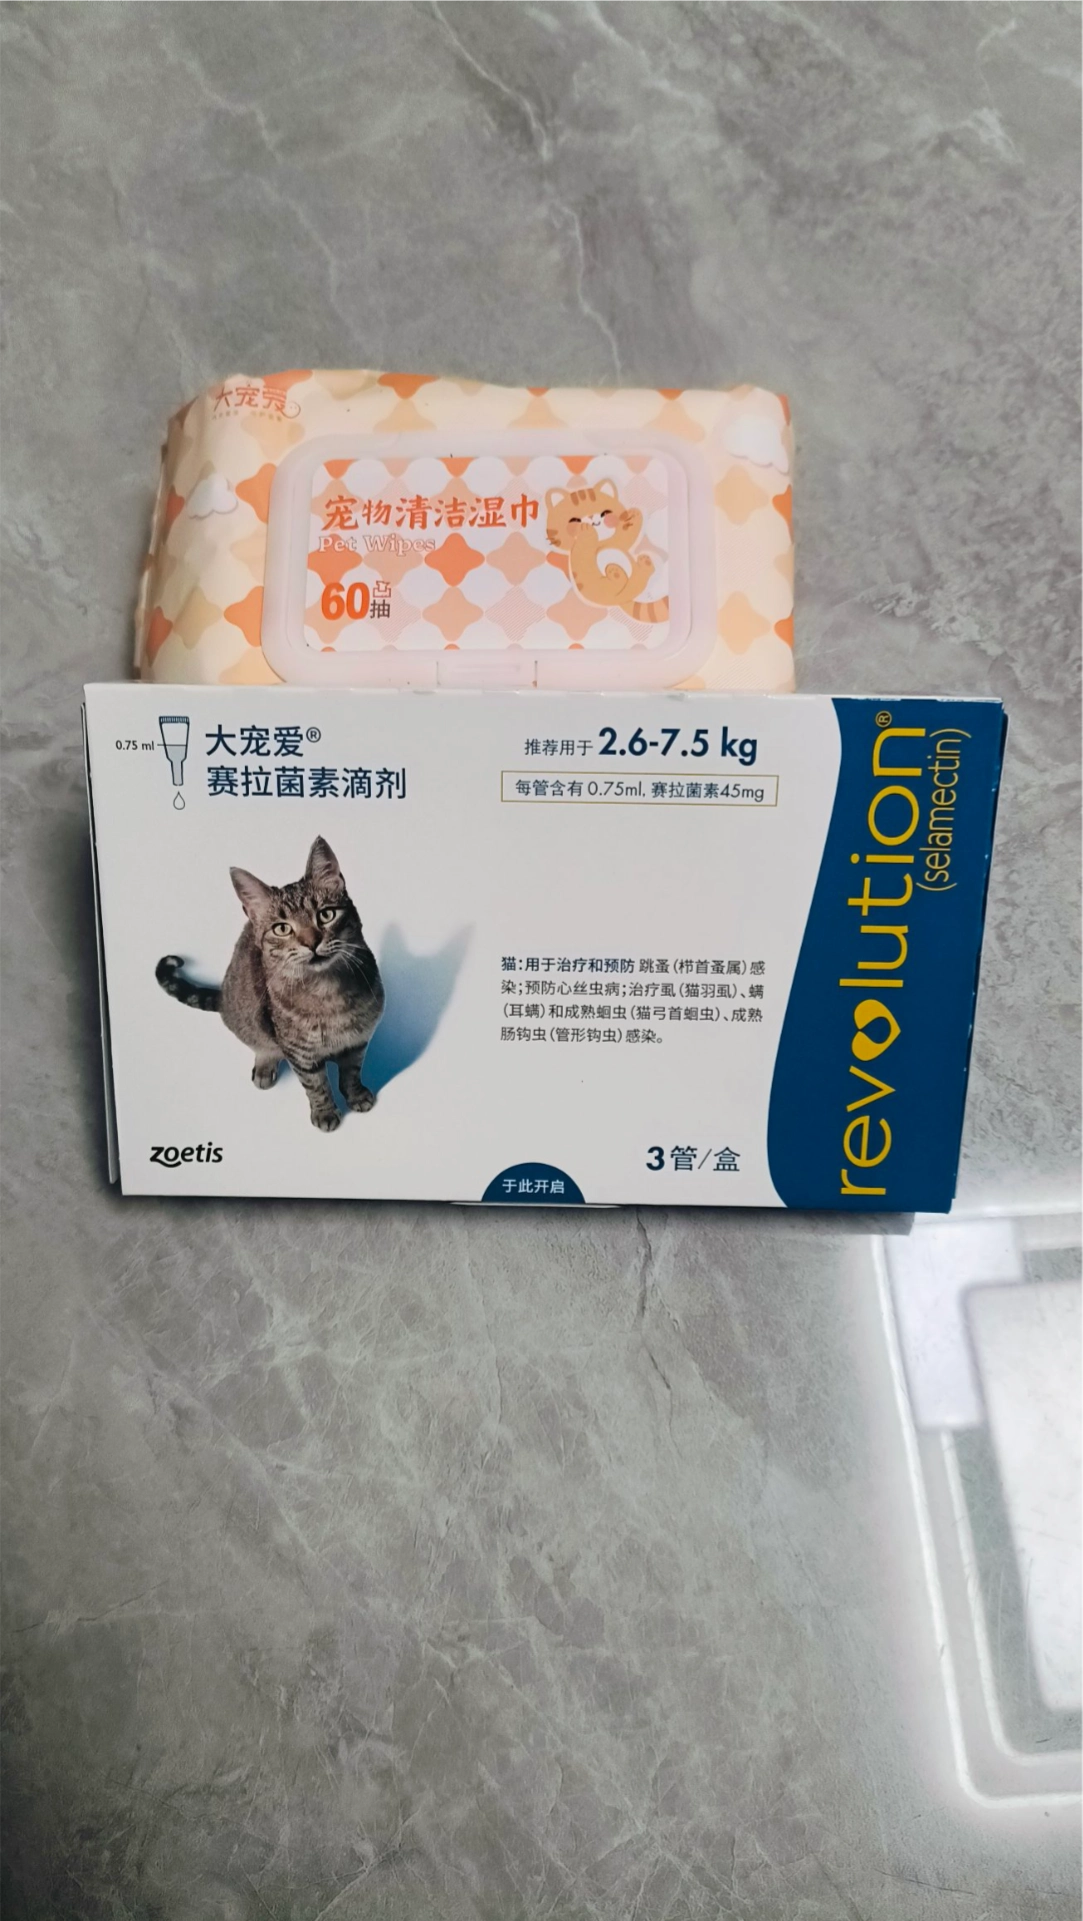 大宠爱
宠物清洁湿巾
Pet Wipes
60抽
0.75 ml
大宠爱®
赛拉菌素滴剂
推荐用于 2.6-7.5 kg
每管含有 0.75ml, 赛拉菌素45mg
猫:用于治疗和预防 跳蚤(栉首蚤属)感
染;预防心丝虫病;治疗虱(猫羽虱)、螨
(耳螨)和成熟蛔虫(猫弓首蛔虫)、成熟
肠钩虫(管形钩虫)感染。
zoetis
于此开启
3管/盒
revolution®
(selamectin)